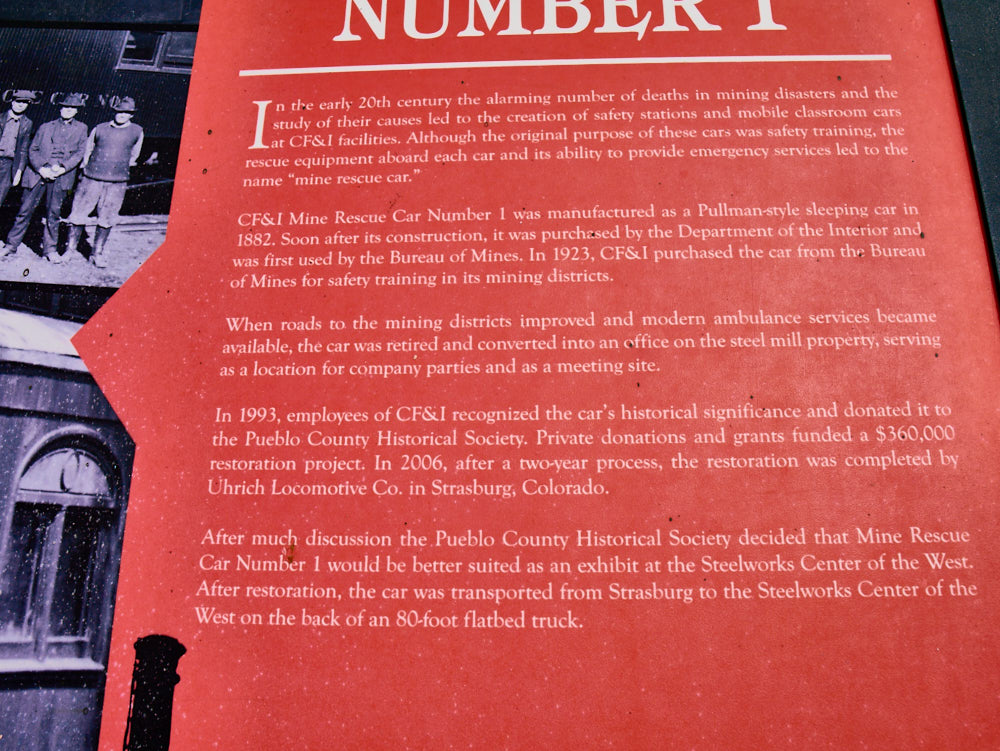 NUMBER 1
In the early 20th century the alarming number of deaths in mining disasters and the
study of their causes led to the creation of safety stations and mobile classroom cars
at CF&I facilities. Although the original purpose of these cars was safety training, the
rescue equipment aboard each car and its ability to provide emergency services led to the
name “mine rescue car.”
CF&I Mine Rescue Car Number 1 was manufactured as a Pullman-style sleeping car in
1882. Soon after its construction, it was purchased by the Department of the Interior and
was first used by the Bureau of Mines. In 1923, CF&I purchased the car from the Bureau
of Mines for safety training in its mining districts.
When roads to the mining districts improved and modern ambulance services became
available, the car was retired and converted into an office on the steel mill property, serving
as a location for company parties and as a meeting site.
In 1993, employees of CF&I recognized the car’s historical significance and donated it to
the Pueblo County Historical Society. Private donations and grants funded a $360,000
restoration project. In 2006, after a two-year process, the restoration was completed by
Uhrich Locomotive Co. in Strasburg, Colorado.
After much discussion the Pueblo County Historical Society decided that Mine Rescue
Car Number 1 would be better suited as an exhibit at the Steelworks Center of the West.
After restoration, the car was transported from Strasburg to the Steelworks Center of the
West on the back of an 80-foot flatbed truck.